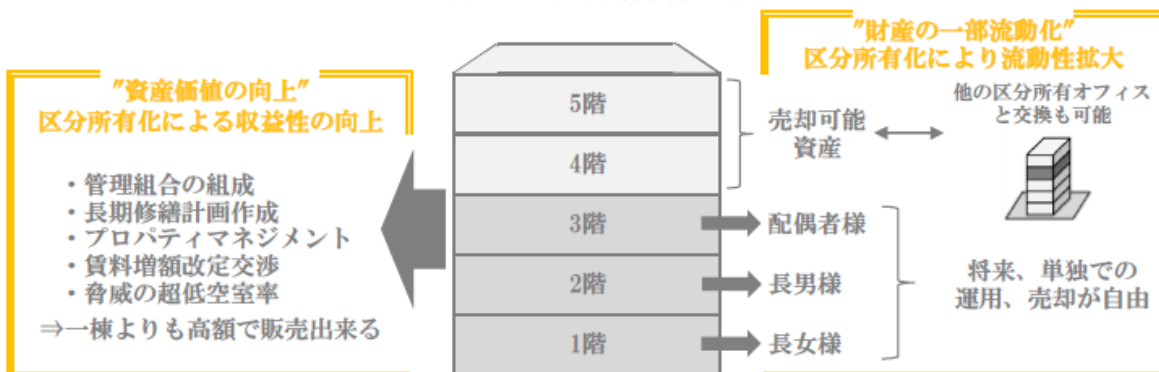 "資産価値の向上"
区分所有化による収益性の向上
・管理組合の組成
・長期修繕計画作成
・プロパティマネジメント
・賃料増額改定交渉
・脅威の超低空室率
⇒一棟よりも高額で販売出来る
5階
4階
3階
2階
1階
"財産の一部流動化"
区分所有化により流動性拡大
売却可能
資産
他の区分所有オフィス
と交換も可能
配偶者様
長男様
長女様
将来、単独での
運用、売却が自由